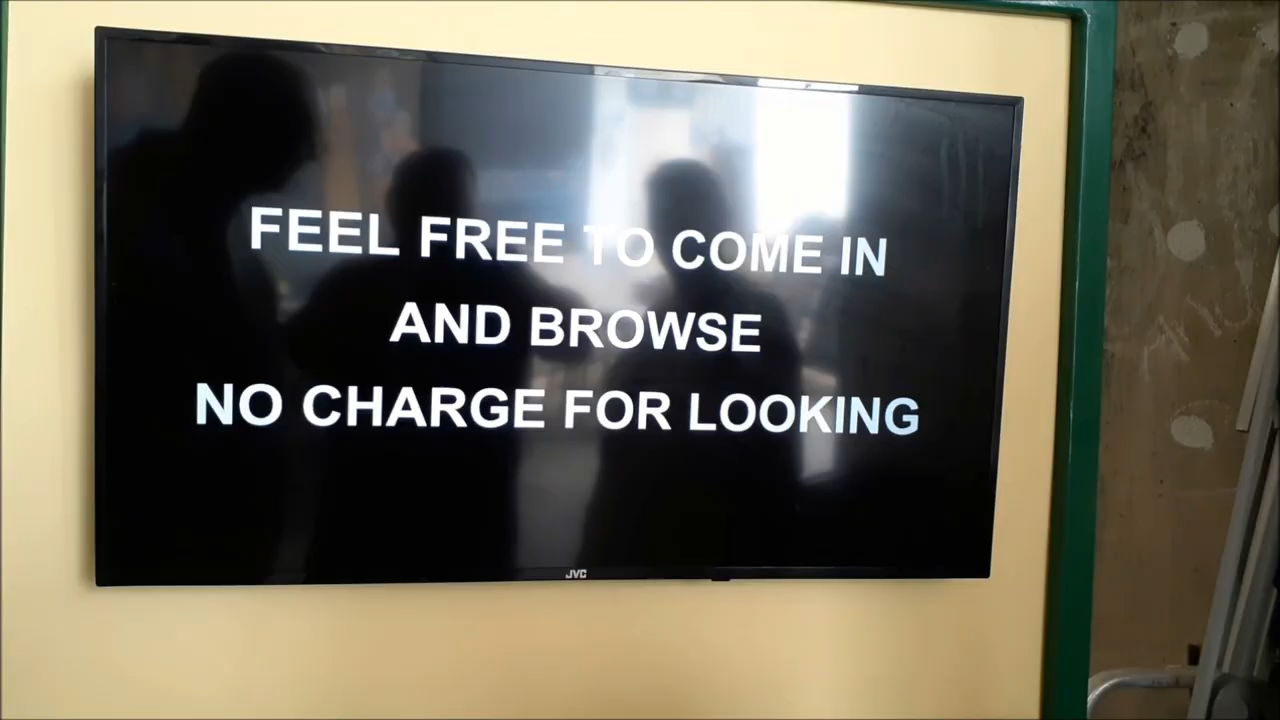 FEEL FREE TO COME IN
AND BROWSE
NO CHARGE FOR LOOKING
JVC